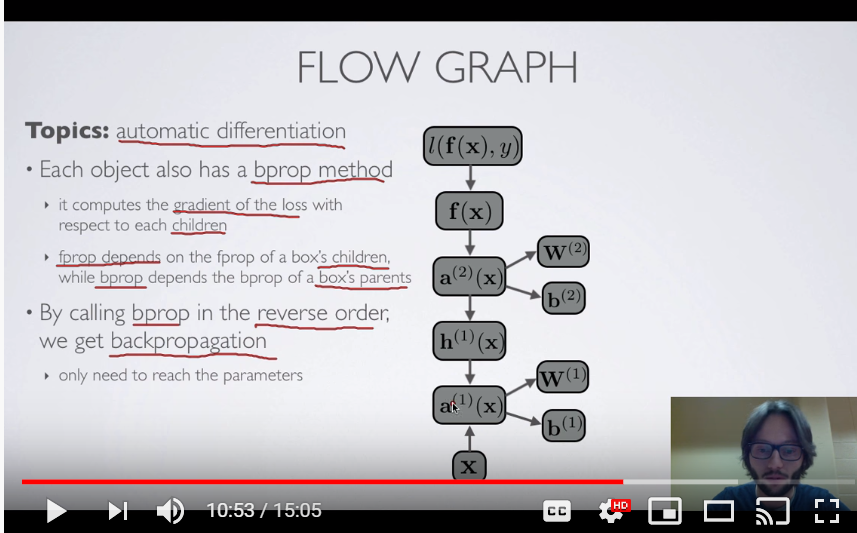 FLOW GRAPH
Topics: automatic differentiation
• Each object also has a bprop method
‣ it computes the gradient of the loss with
respect to each children
‣ fprop depends on the fprop of a box's children,
while bprop depends the bprop of a box's parents
• By calling bprop in the reverse order,
we get backpropagation
‣ only need to reach the parameters
l(f(x), y)
f(x)
a⁽²⁾(x)
W⁽²⁾
b⁽²⁾
h⁽¹⁾(x)
a⁽¹⁾(x)
W⁽¹⁾
b⁽¹⁾
x
10:53 / 15:05
CC
HD